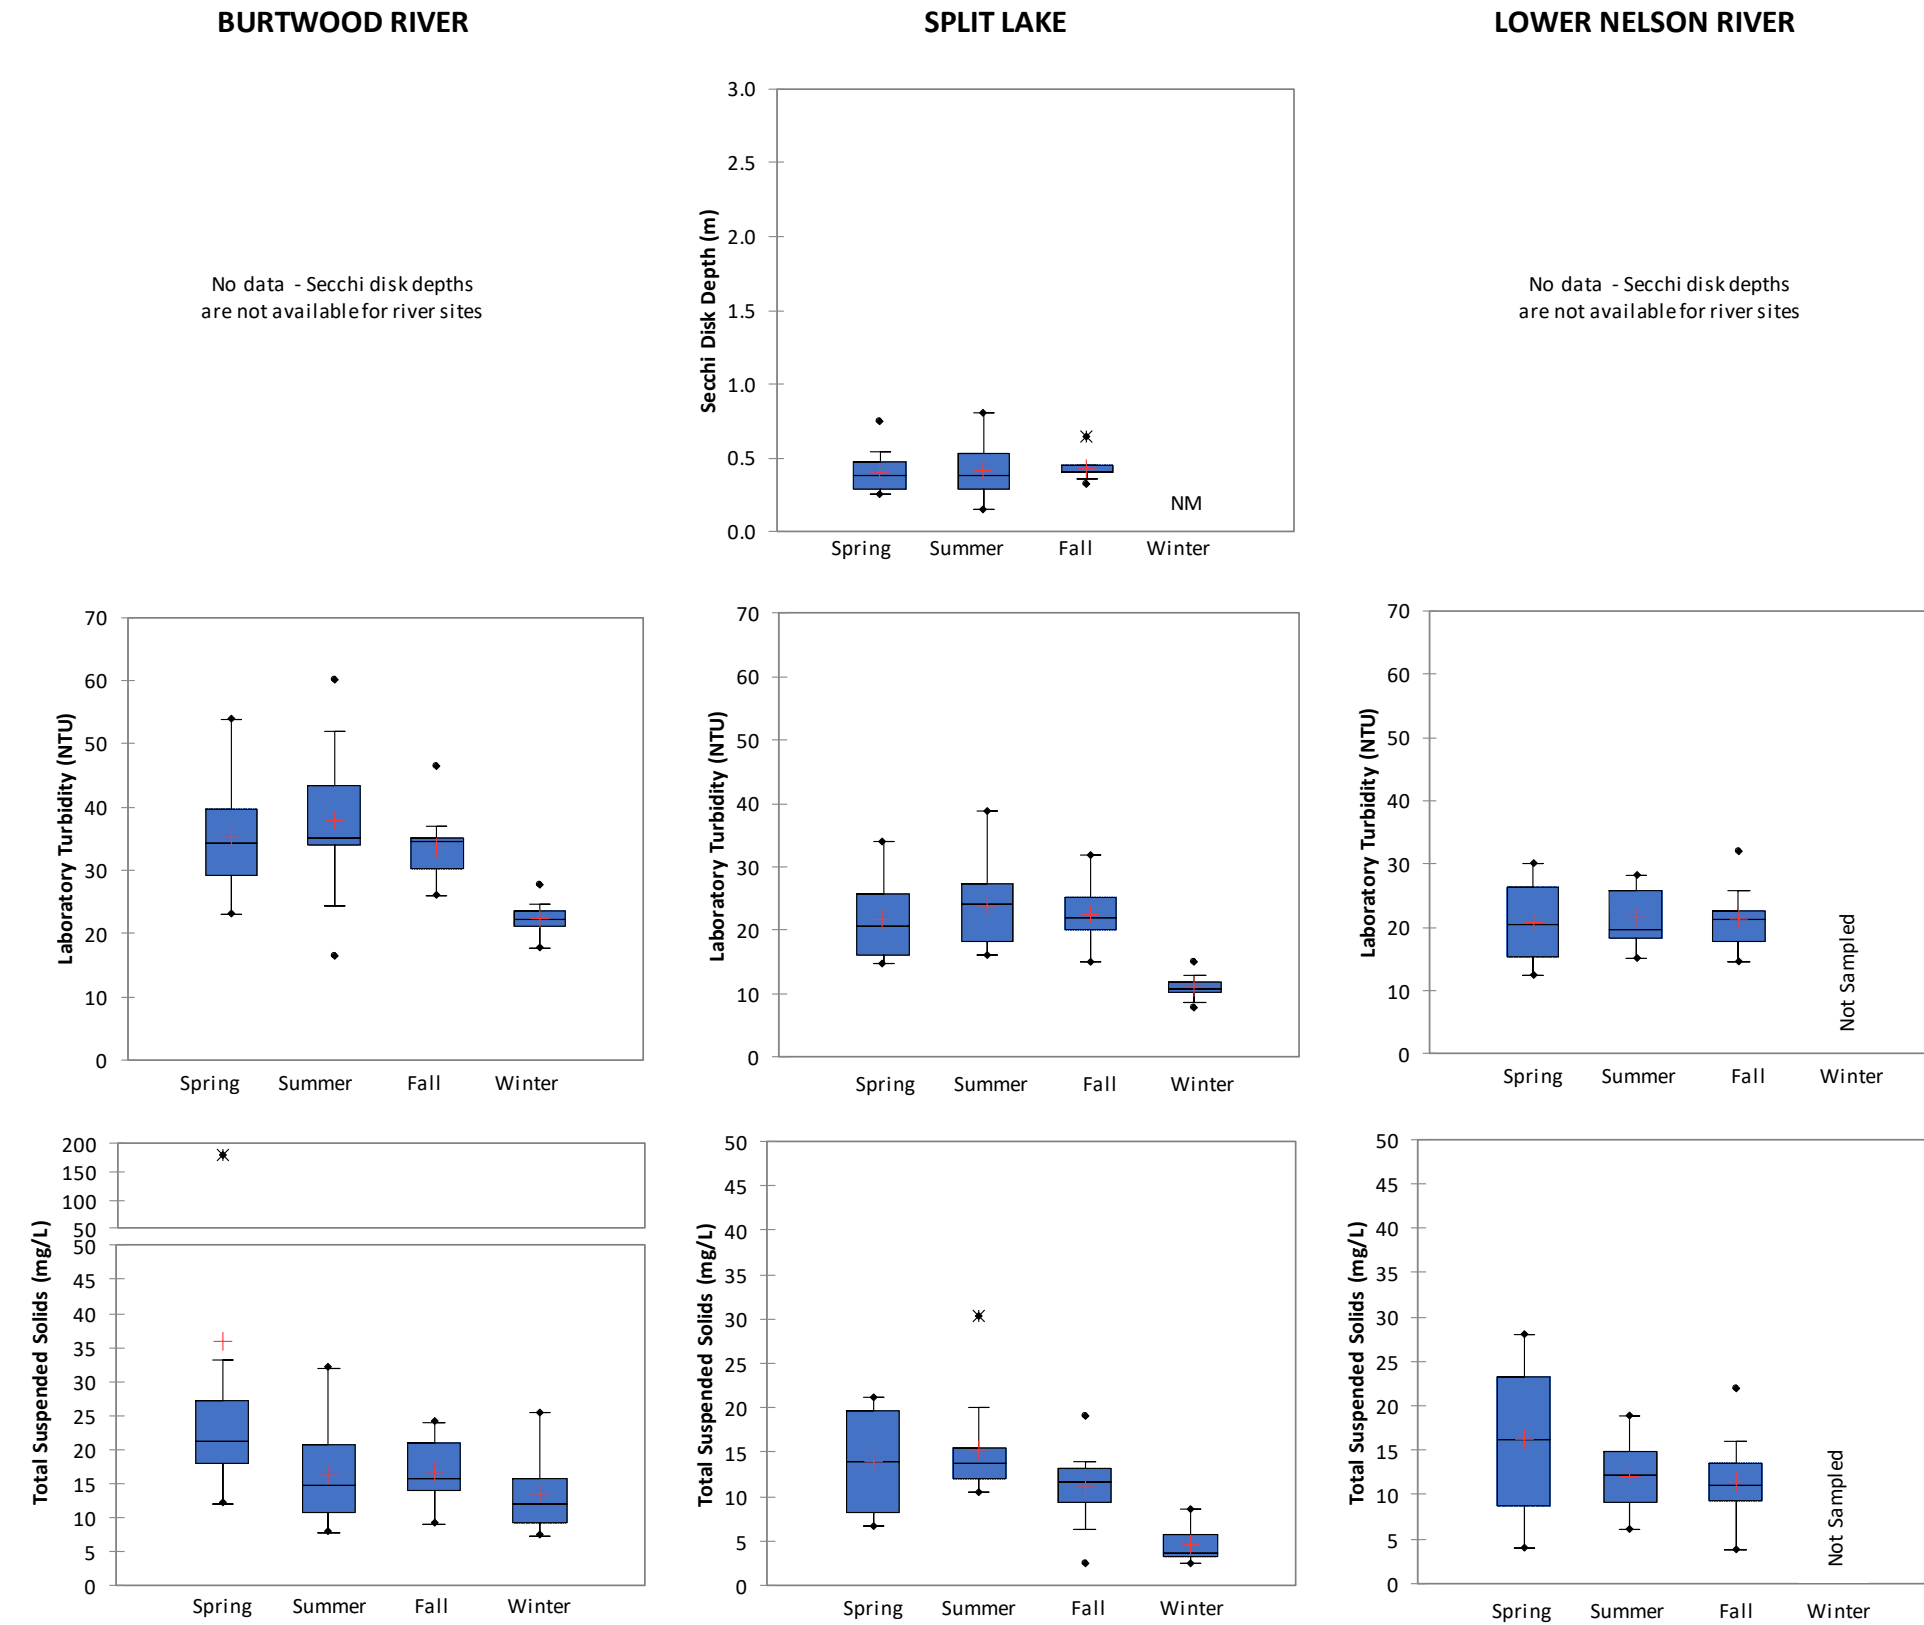 BURTWOOD RIVER
SPLIT LAKE
LOWER NELSON RIVER
No data - Secchi disk depths
are not available for river sites
Secchi Disk Depth (m)
3.0
2.5
2.0
1.5
1.0
0.5
0.0
NM
Spring Summer Fall Winter
No data - Secchi disk depths
are not available for river sites
Laboratory Turbidity (NTU)
70
60
50
40
30
20
10
0
Spring Summer Fall Winter
Laboratory Turbidity (NTU)
70
60
50
40
30
20
10
0
Spring Summer Fall Winter
Laboratory Turbidity (NTU)
70
60
50
40
30
20
10
0
Not Sampled
Spring Summer Fall Winter
Total Suspended Solids (mg/L)
200
150
100
50
50
45
40
35
30
25
20
15
10
5
0
Spring Summer Fall Winter
Total Suspended Solids (mg/L)
50
45
40
35
30
25
20
15
10
5
0
Spring Summer Fall Winter
Total Suspended Solids (mg/L)
50
45
40
35
30
25
20
15
10
5
0
Not Sampled
Spring Summer Fall Winter